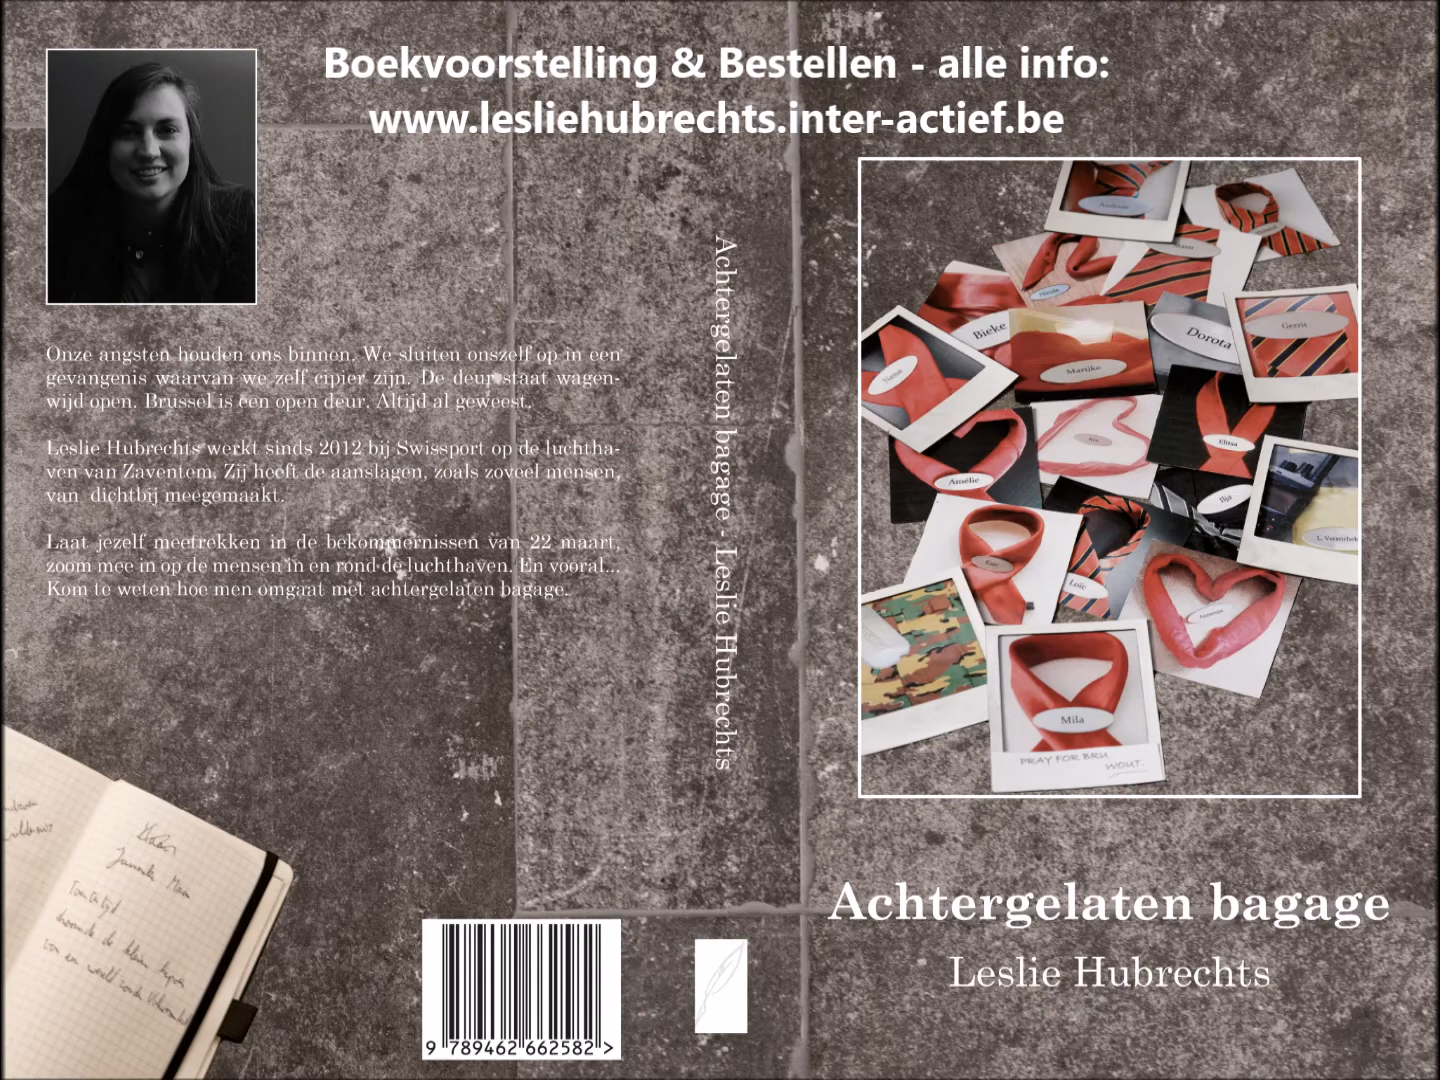 Boekvoorstelling & Bestellen - alle info:
www.lesliehubrechts.inter-actief.be
Onze angsten houden ons binnen. We sluiten onszelf op in een
gevangenis waarvan we zelf cipier zijn. De deur staat wagen-
wijd open. Brussel is een open deur. Altijd al geweest.
Leslie Hubrechts werkt sinds 2012 bij Swissport op de luchtha-
ven van Zaventem. Zij heeft de aanslagen, zoals zoveel mensen,
van dichtbij meegemaakt.
Laat jezelf meetrekken in de bekommernissen van 22 maart,
zoom mee in op de mensen in en rond de luchthaven. En vooral...
Kom te weten hoe men omgaat met achtergelaten bagage.
Achtergelaten bagage - Leslie Hubrechts
Bieke
Dorota
Gerrit
Marijke
Elitsa
Amélie
Ilja
Loïc
Mila
PRAY FOR BRU
WOUT.
Achtergelaten bagage
Leslie Hubrechts
9 789462 662582 >